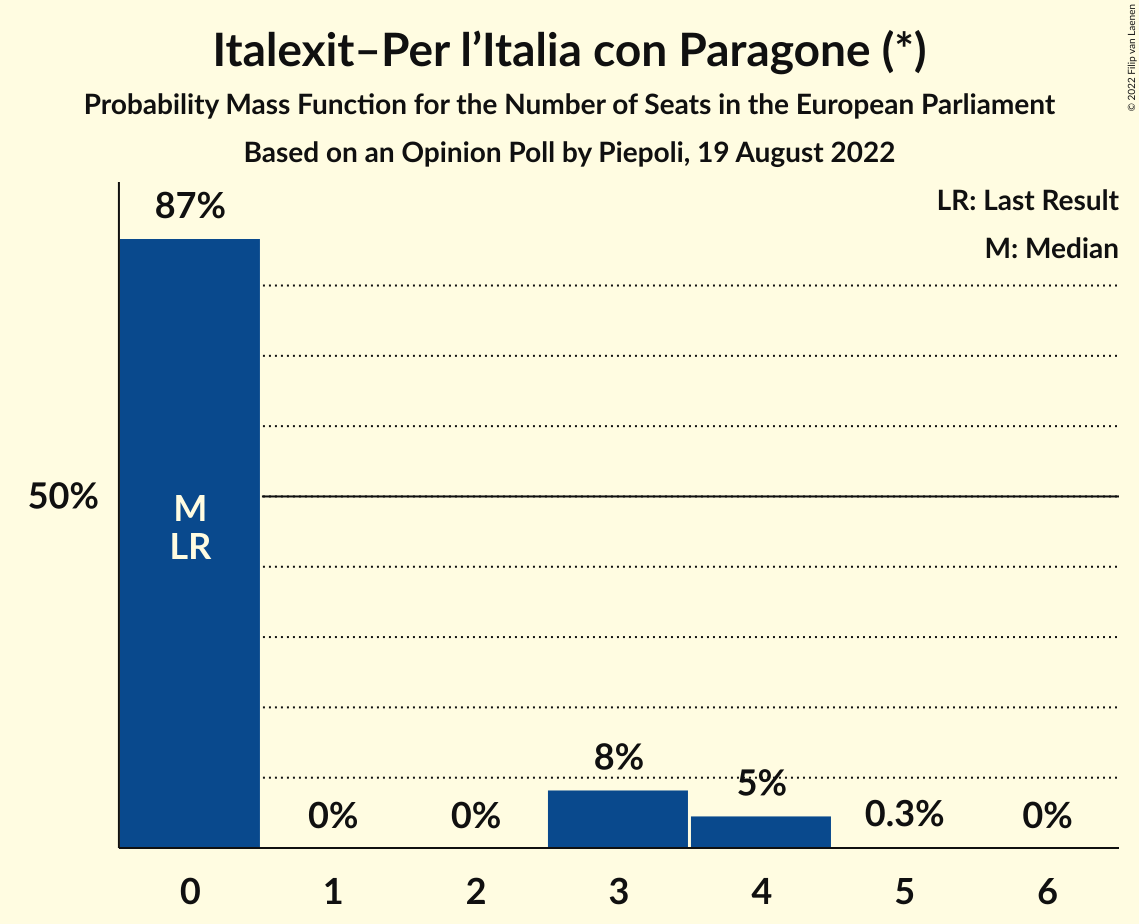 Italexit–Per l’Italia con Paragone (*)
Probability Mass Function for the Number of Seats in the European Parliament
Based on an Opinion Poll by Piepoli, 19 August 2022
© 2022 Filip van Laenen
LR: Last Result
M: Median
87%
50%
M
LR
0%
0%
8%
5%
0.3%
0%
0
1
2
3
4
5
6